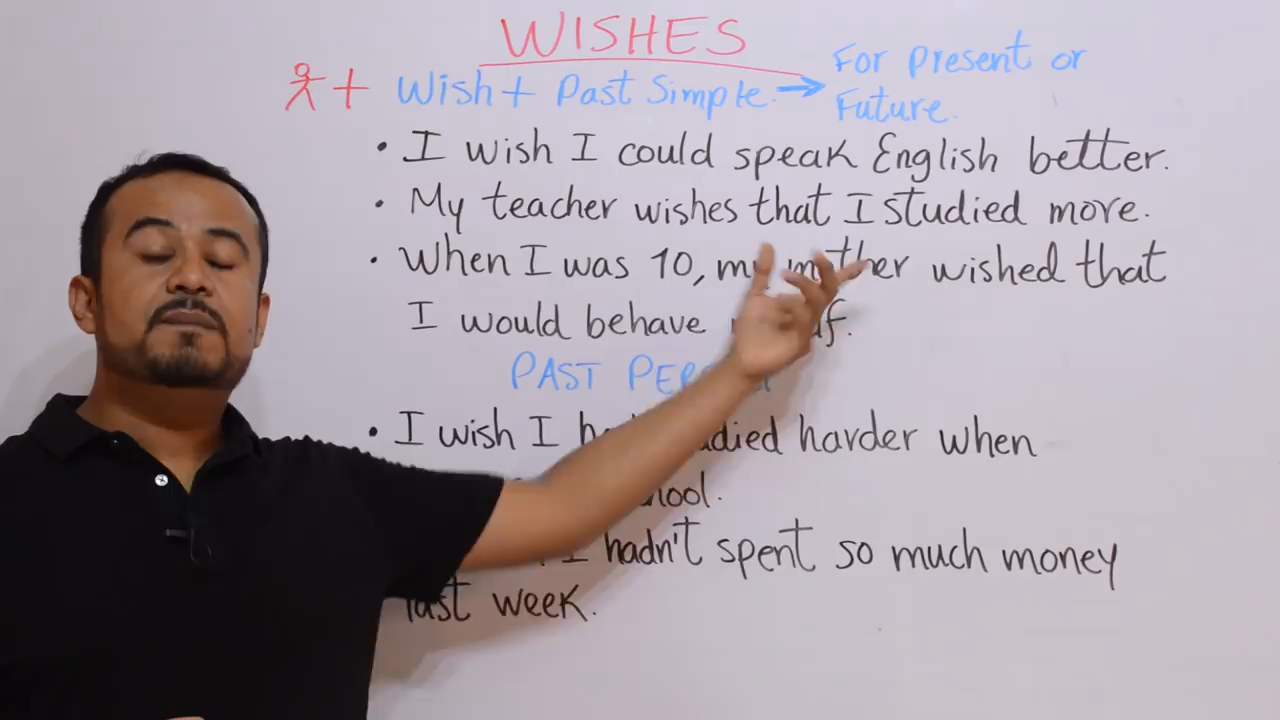 WISHES
+ Wish + Past Simple. → For Present or
Future.
• I wish I could speak English better.
• My teacher wishes that I studied more.
• When I was 10, my mother wished that
I would behave
PAST
• I wish I harder when
• I hadn't spent so much money
last week.